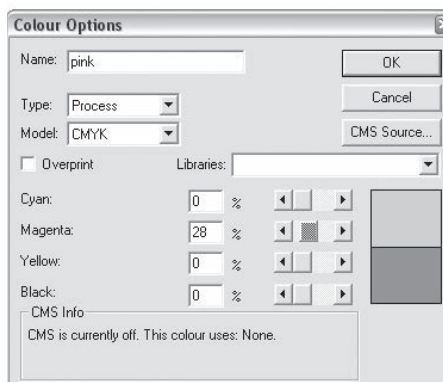 Colour Options
Name: pink
OK
Type: Process
Cancel
Model: CMYK
CMS Source...
Overprint Libraries:
Cyan: 0 %
Magenta: 28 %
Yellow: 0 %
Black: 0 %
CMS Info
CMS is currently off. This colour uses: None.